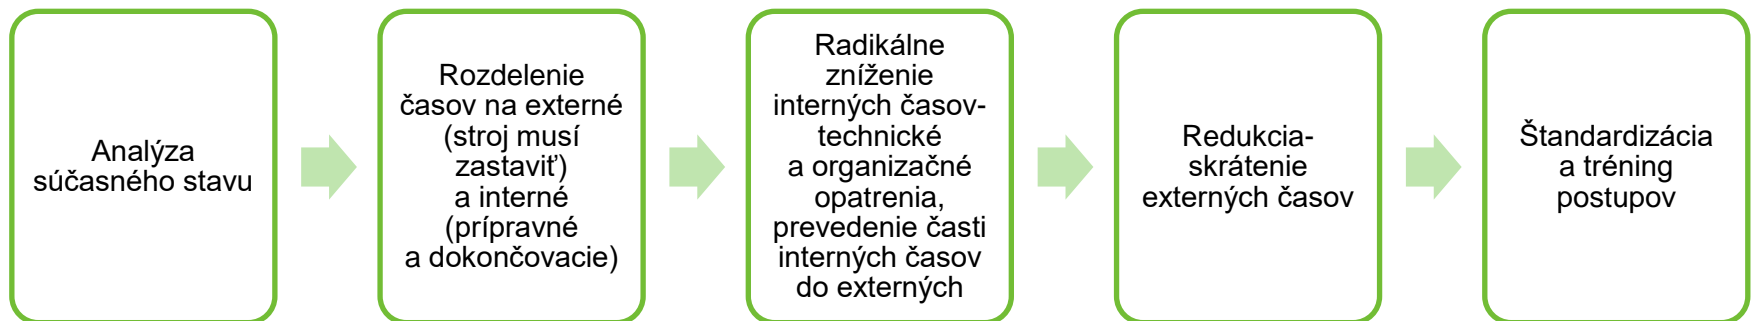 Analýza
súčasného stavu
Rozdelenie
časov na externé
(stroj musí
zastaviť)
a interné
(prípravné
a dokončovacie)
Radikálne
zníženie
interných časov-
technické
a organizačné
opatrenia,
prevedenie časti
interných časov
do externých
Redukcia-
skrátenie
externých časov
Štandardizácia
a tréning
postupov